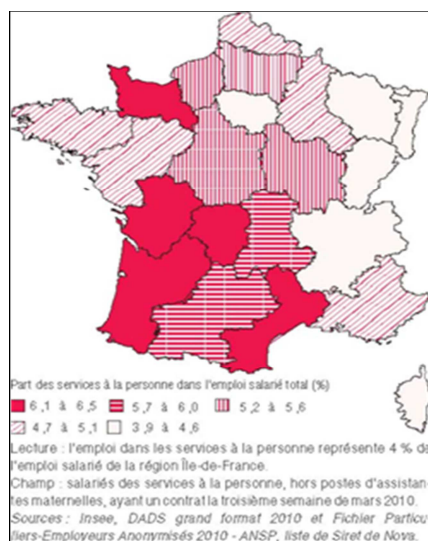 Part des services à la personne dans l'emploi salarié total (%)
6,1 à 6,5 5,7 à 6,0 5,2 à 5,6
4,7 à 5,1 3,9 à 4,6
Lecture : l'emploi dans les services à la personne représente 4 % de
l'emploi salarié de la région Île-de-France.
Champ : salariés des services à la personne, hors postes d'assistan-
tes maternelles, ayant un contrat la troisième semaine de mars 2010.
Sources : Insee, DADS grand format 2010 et Fichier Particu-
liers-Employeurs Anonymisés 2010 - ANSP, liste de Siret de Nova.